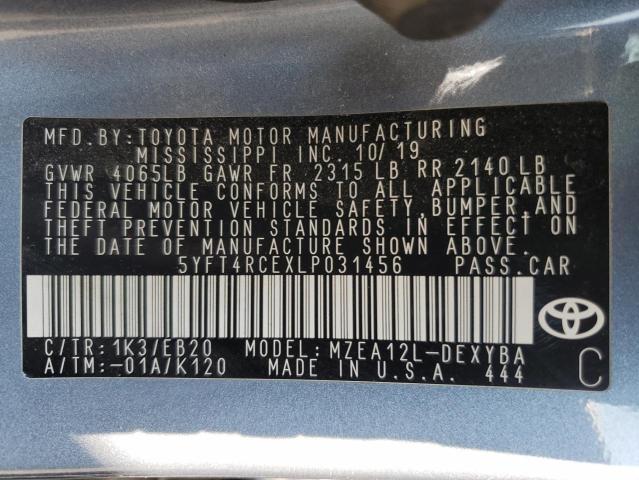 MFD. BY: TOYOTA MOTOR MANUFACTURING
MISSISSIPPI INC. 10/19
GVWR 4065LB GAWR FR 2315 LB RR 2140 LB
THIS VEHICLE CONFORMS TO ALL APPLICABLE
FEDERAL MOTOR VEHICLE SAFETY, BUMPER, AND
THEFT PREVENTION STANDARDS IN EFFECT ON
THE DATE OF MANUFACTURE SHOWN ABOVE.
5YFT4RCEXLP031456 PASS. CAR
C/TR: 1K3/EB20 MODEL: MZEA12L-DEXYBA
A/TM: -01A/K120 MADE IN U.S.A. 444
C